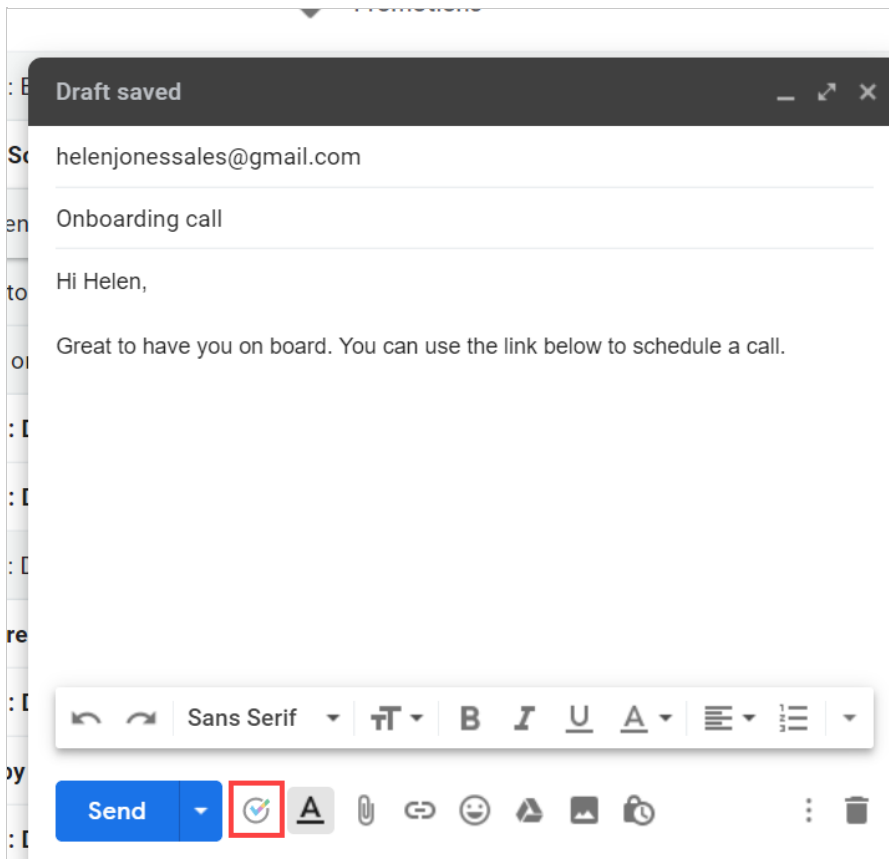 Draft saved
helenjonessales@gmail.com
Onboarding call
Hi Helen,
Great to have you on board. You can use the link below to schedule a call.
Sans Serif
Send